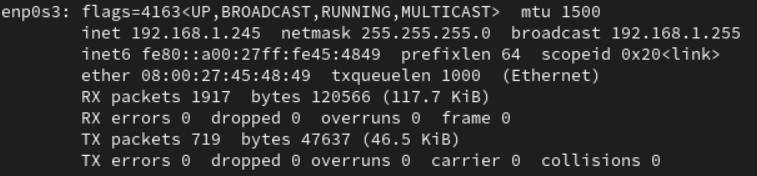 enp0s3: flags=4163<UP,BROADCAST,RUNNING,MULTICAST>  mtu 1500
        inet 192.168.1.245  netmask 255.255.255.0  broadcast 192.168.1.255
        inet6 fe80::a00:27ff:fe45:4849  prefixlen 64  scopeid 0x20<link>
        ether 08:00:27:45:48:49  txqueuelen 1000  (Ethernet)
        RX packets 1917  bytes 120566 (117.7 KiB)
        RX errors 0  dropped 0  overruns 0  frame 0
        TX packets 719  bytes 47637 (46.5 KiB)
        TX errors 0  dropped 0 overruns 0  carrier 0  collisions 0